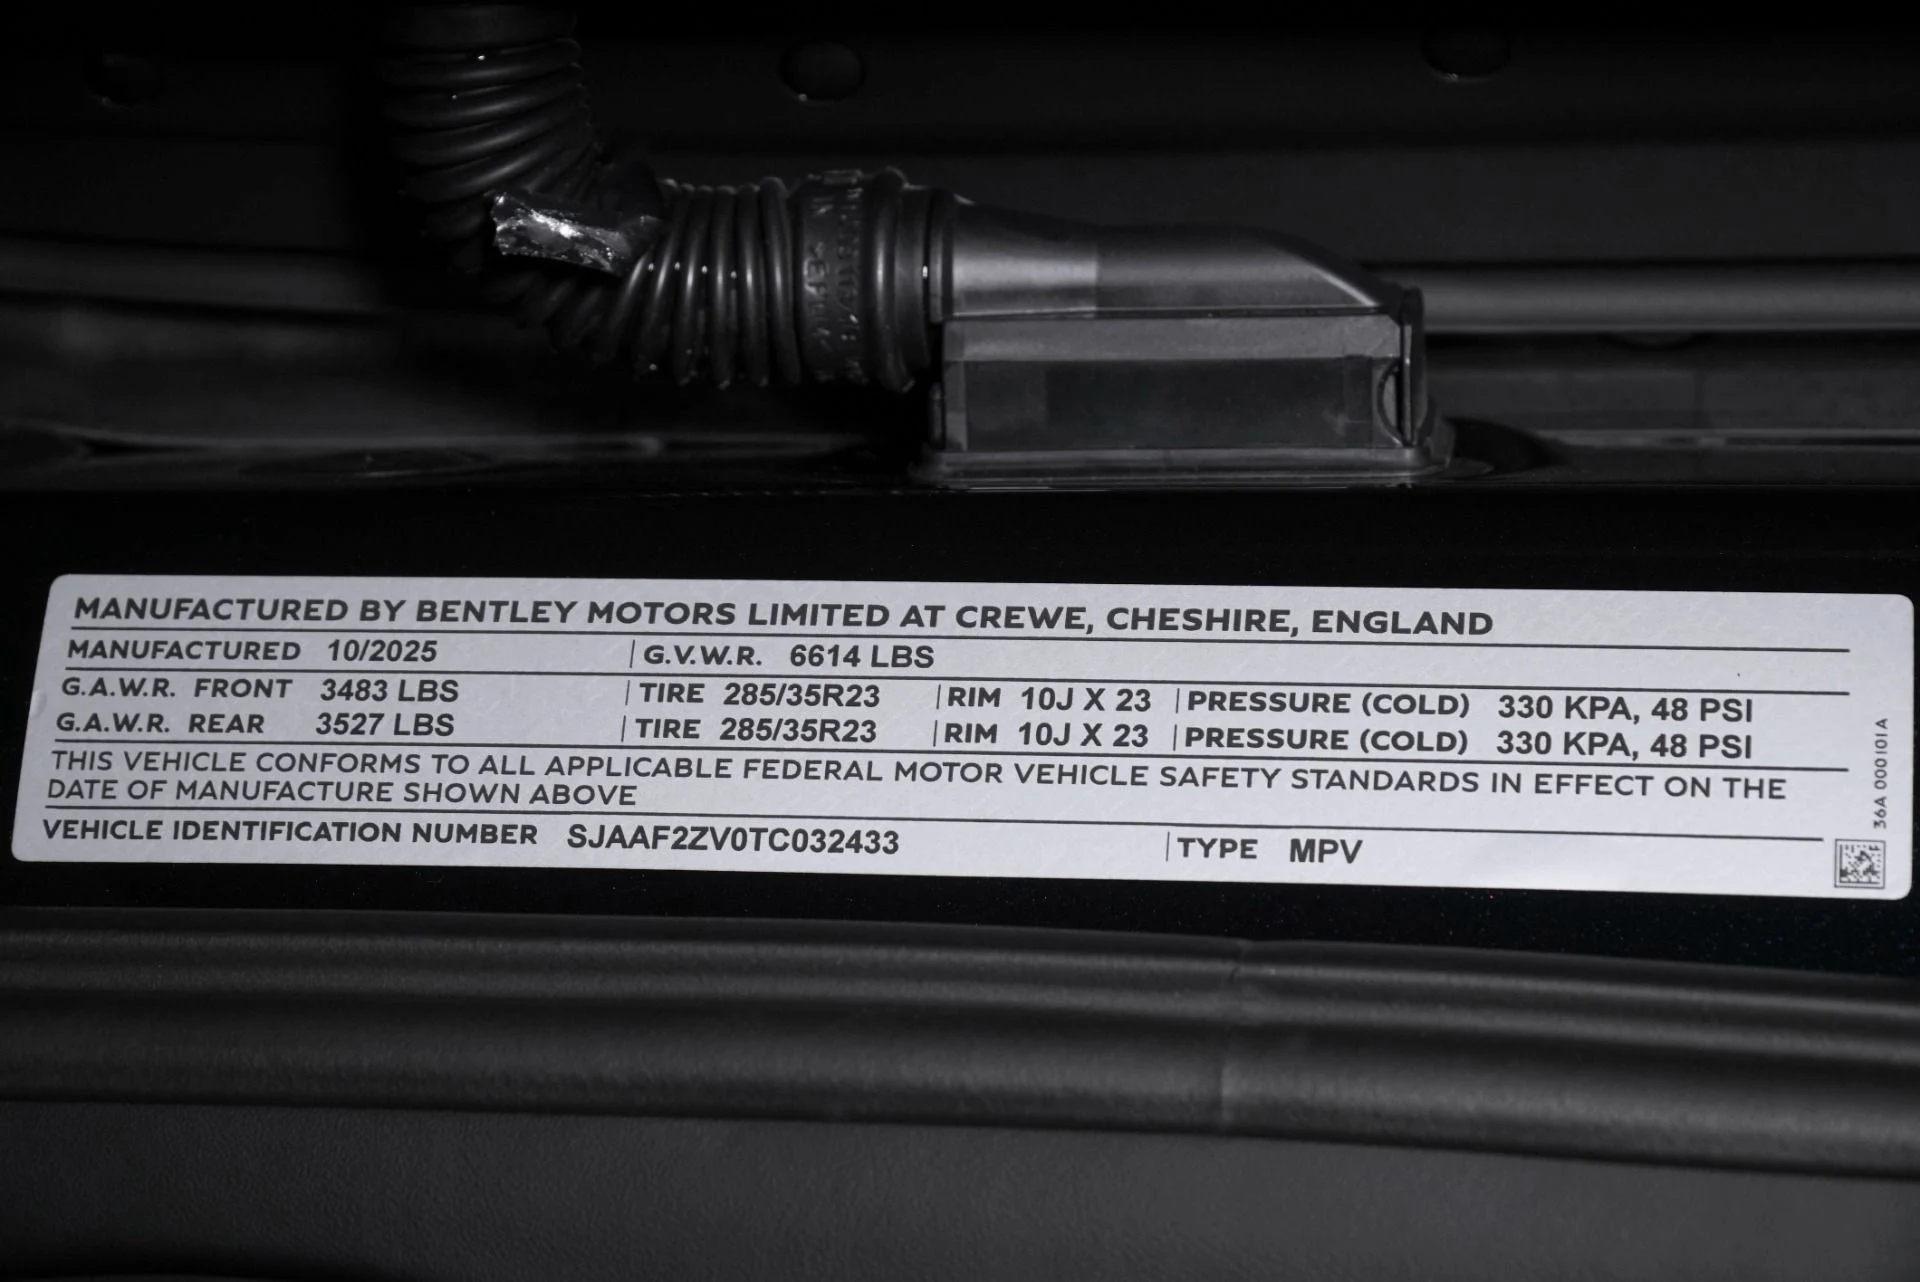 MANUFACTURED BY BENTLEY MOTORS LIMITED AT CREWE, CHESHIRE, ENGLAND
MANUFACTURED 10/2025 | G.V.W.R. 6614 LBS
G.A.W.R. FRONT 3483 LBS | TIRE 285/35R23 | RIM 10J X 23 | PRESSURE (COLD) 330 KPA, 48 PSI
G.A.W.R. REAR 3527 LBS | TIRE 285/35R23 | RIM 10J X 23 | PRESSURE (COLD) 330 KPA, 48 PSI
THIS VEHICLE CONFORMS TO ALL APPLICABLE FEDERAL MOTOR VEHICLE SAFETY STANDARDS IN EFFECT ON THE
DATE OF MANUFACTURE SHOWN ABOVE
VEHICLE IDENTIFICATION NUMBER SJAAF2ZV0TC032433 | TYPE MPV
36A 000101 A